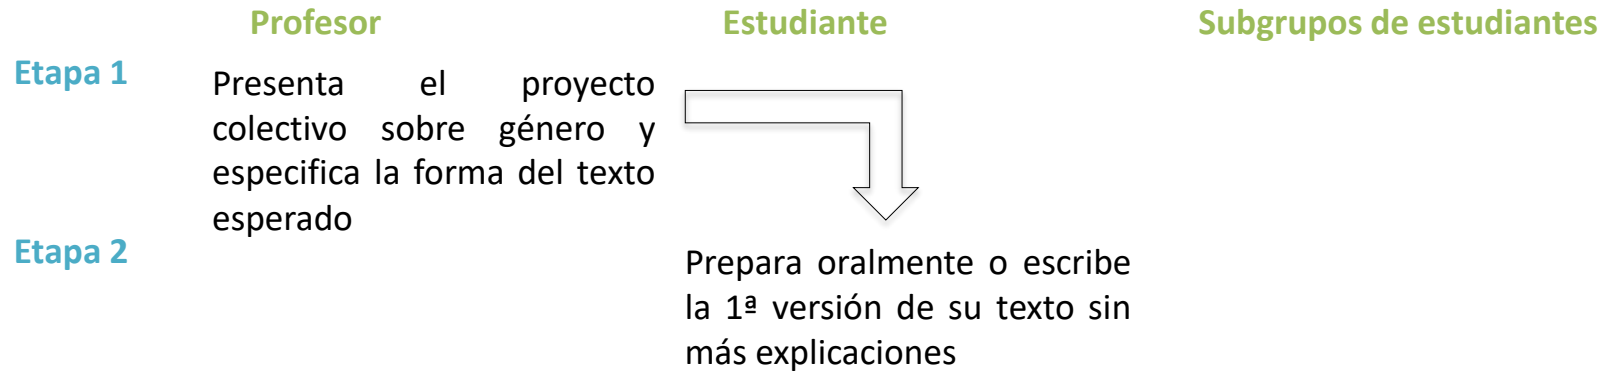 Profesor Estudiante Subgrupos de estudiantes
Etapa 1
Presenta el proyecto
colectivo sobre género y
especifica la forma del texto
esperado
Etapa 2
Prepara oralmente o escribe
la 1ª versión de su texto sin
más explicaciones